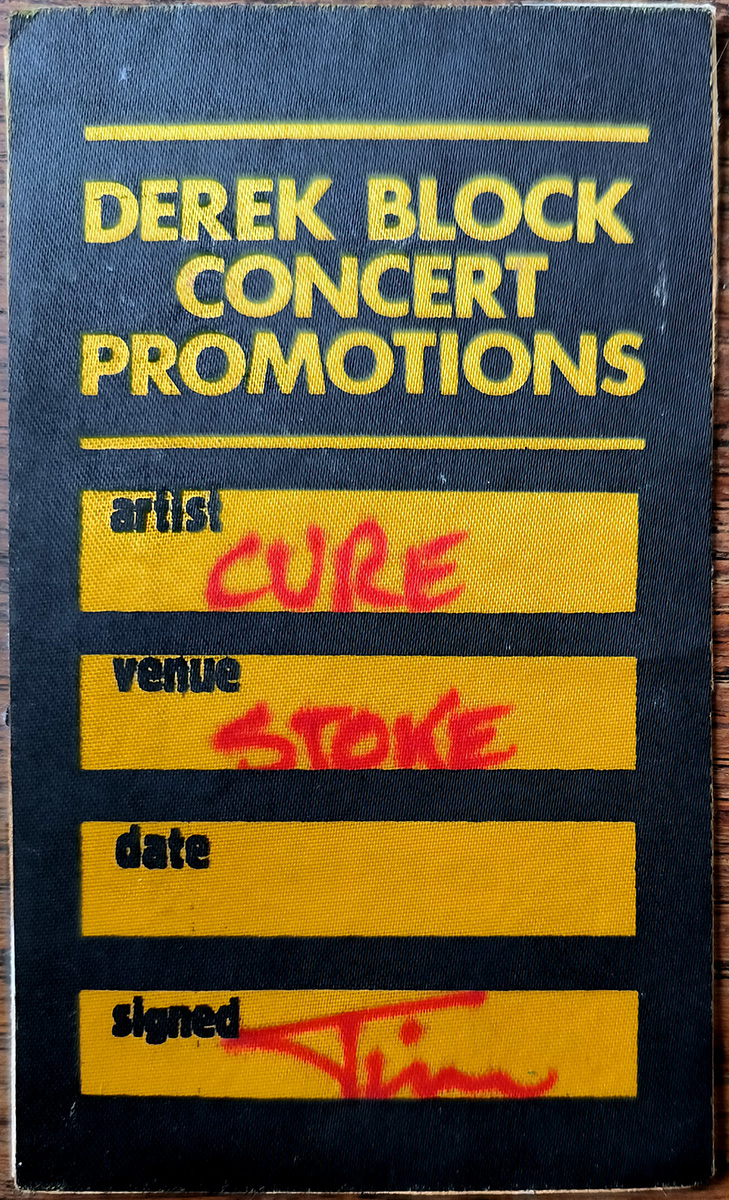 DEREK BLOCK
CONCERT
PROMOTIONS
artist
CURE
venue
STOKE
date
signed
Tim